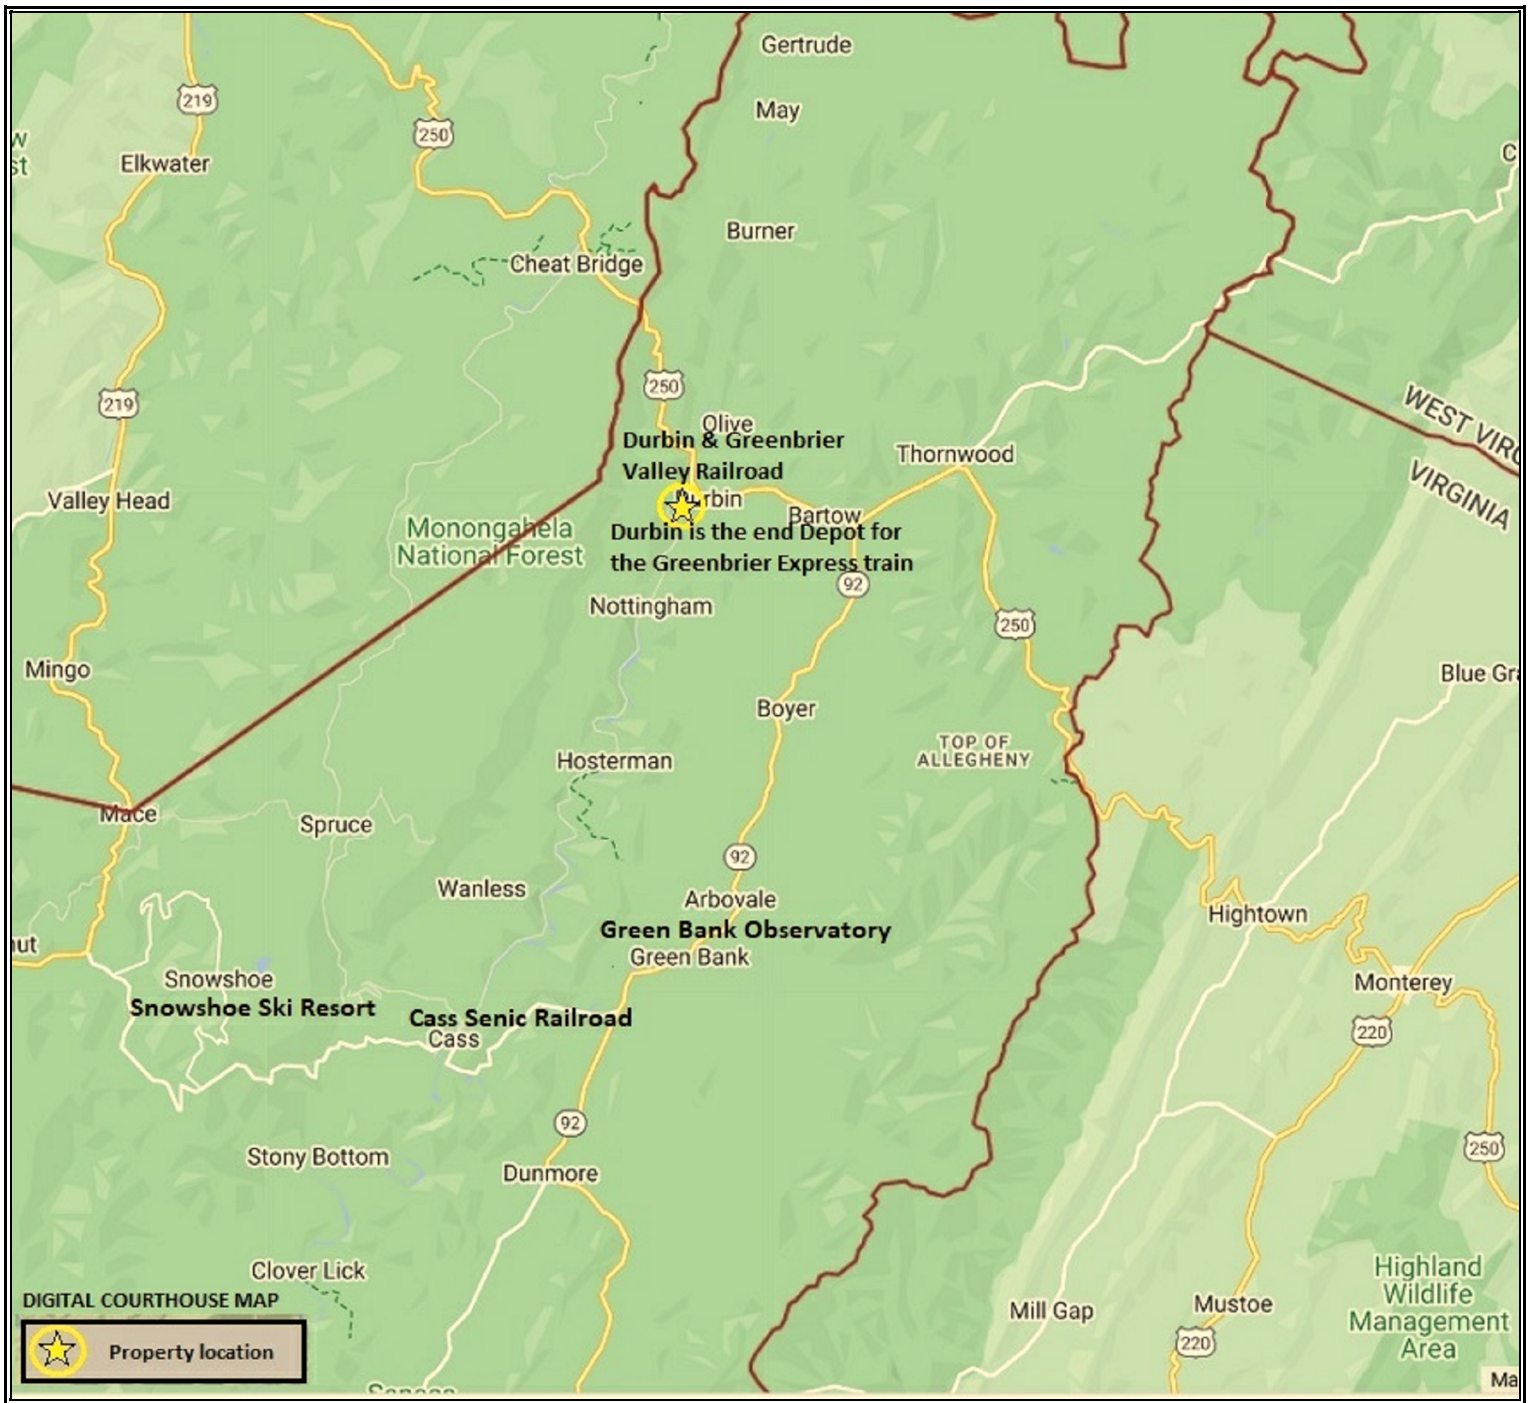 Gertrude
219
May
250
w
st
Elkwater
C
Burner
Cheat Bridge
250
219
Olive
Durbin & Greenbrier
Valley Railroad
WEST VIRG
Thornwood
Valley Head
rbin
VIRGINIA
Bartow
Monongahela
National Forest
Durbin is the end Depot for
the Greenbrier Express train
92
Nottingham
250
Mingo
Blue Gr
Boyer
TOP OF
ALLEGHENY
Hosterman
Mace
Spruce
92
Wanless
Arbovale
Hightown
Green Bank Observatory
ut
Green Bank
Snowshoe
Monterey
Snowshoe Ski Resort
Cass Senic Railroad
220
Cass
92
250
Stony Bottom
Dunmore
Clover Lick
Highland
Wildlife
Management
Area
DIGITAL COURTHOUSE MAP
Mustoe
Mill Gap
220
Property location
Ma